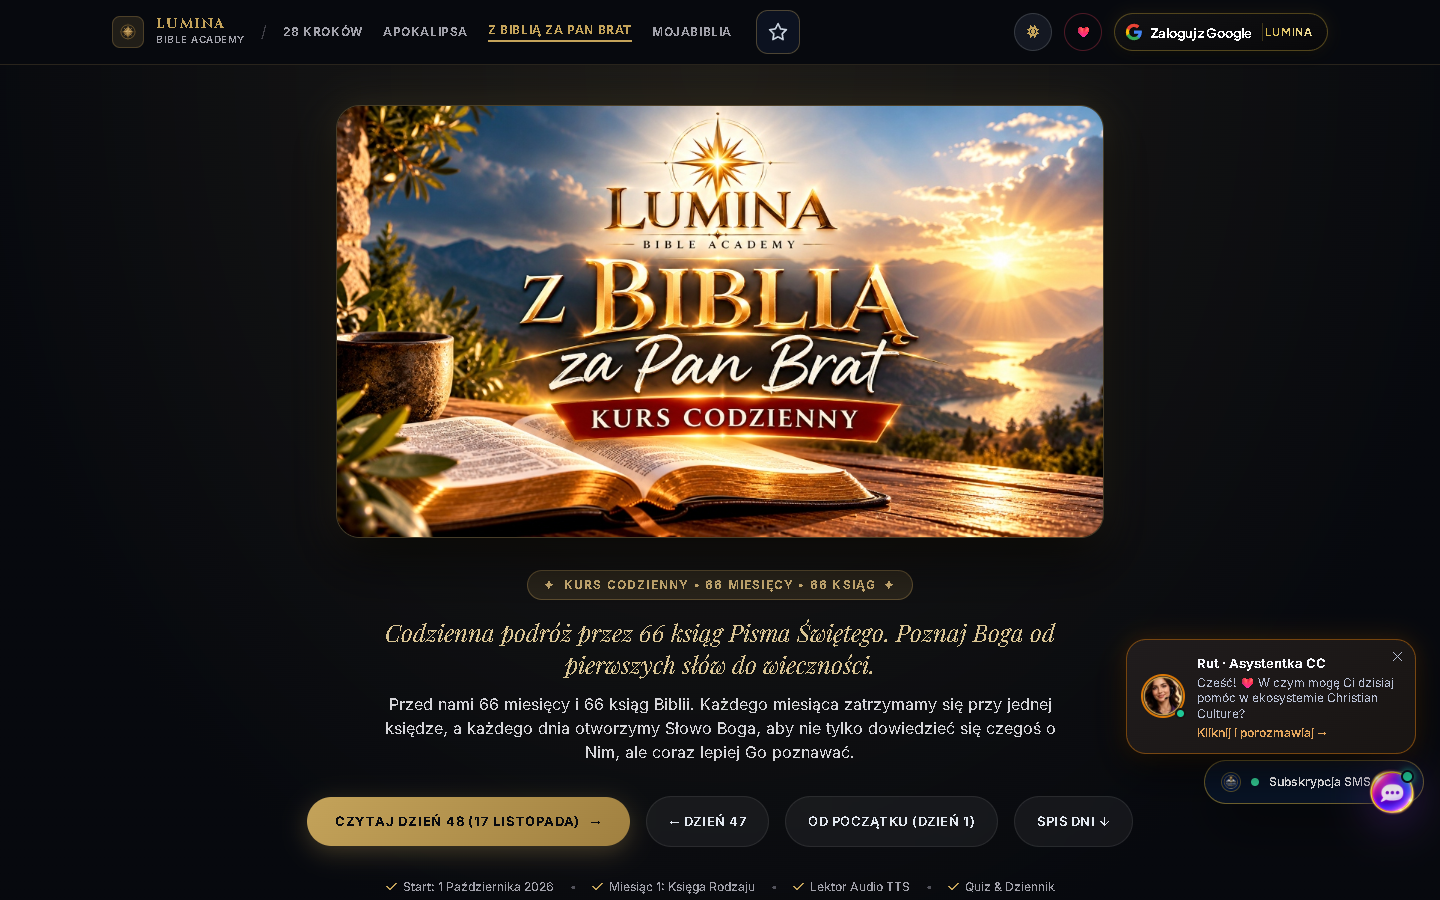 LUMINA
BIBLE ACADEMY
/
28 KROKÓW
APOKALIPSA
Z BIBLIĄ ZA PAN BRAT
MOJABIBLIA
Zaloguj z Google
LUMINA
LUMINA
BIBLE ACADEMY
Z BIBLIĄ
za Pan Brat
KURS CODZIENNY
✦ KURS CODZIENNY • 66 MIESIĘCY • 66 KSIĄG ✦
Codzienna podróż przez 66 ksiąg Pisma Świętego. Poznaj Boga od
pierwszych słów do wieczności.
Przed nami 66 miesięcy i 66 ksiąg Biblii. Każdego miesiąca zatrzymamy się przy jednej
księdze, a każdego dnia otworzymy Słowo Boga, aby nie tylko dowiedzieć się czegoś o
Nim, ale coraz lepiej Go poznawać.
CZYTAJ DZIEŃ 48 (17 LISTOPADA) →
← DZIEŃ 47
OD POCZĄTKU (DZIEŃ 1)
SPIS DNI ↓
✓ Start: 1 Października 2026 • ✓ Miesiąc 1: Księga Rodzaju • ✓ Lektor Audio TTS • ✓ Quiz & Dziennik
Rut · Asystentka CC
Cześć! ❤️ W czym mogę Ci dzisiaj
pomóc w ekosystemie Christian
Culture?
Kliknij i porozmawiaj →
Subskrypcja SMS